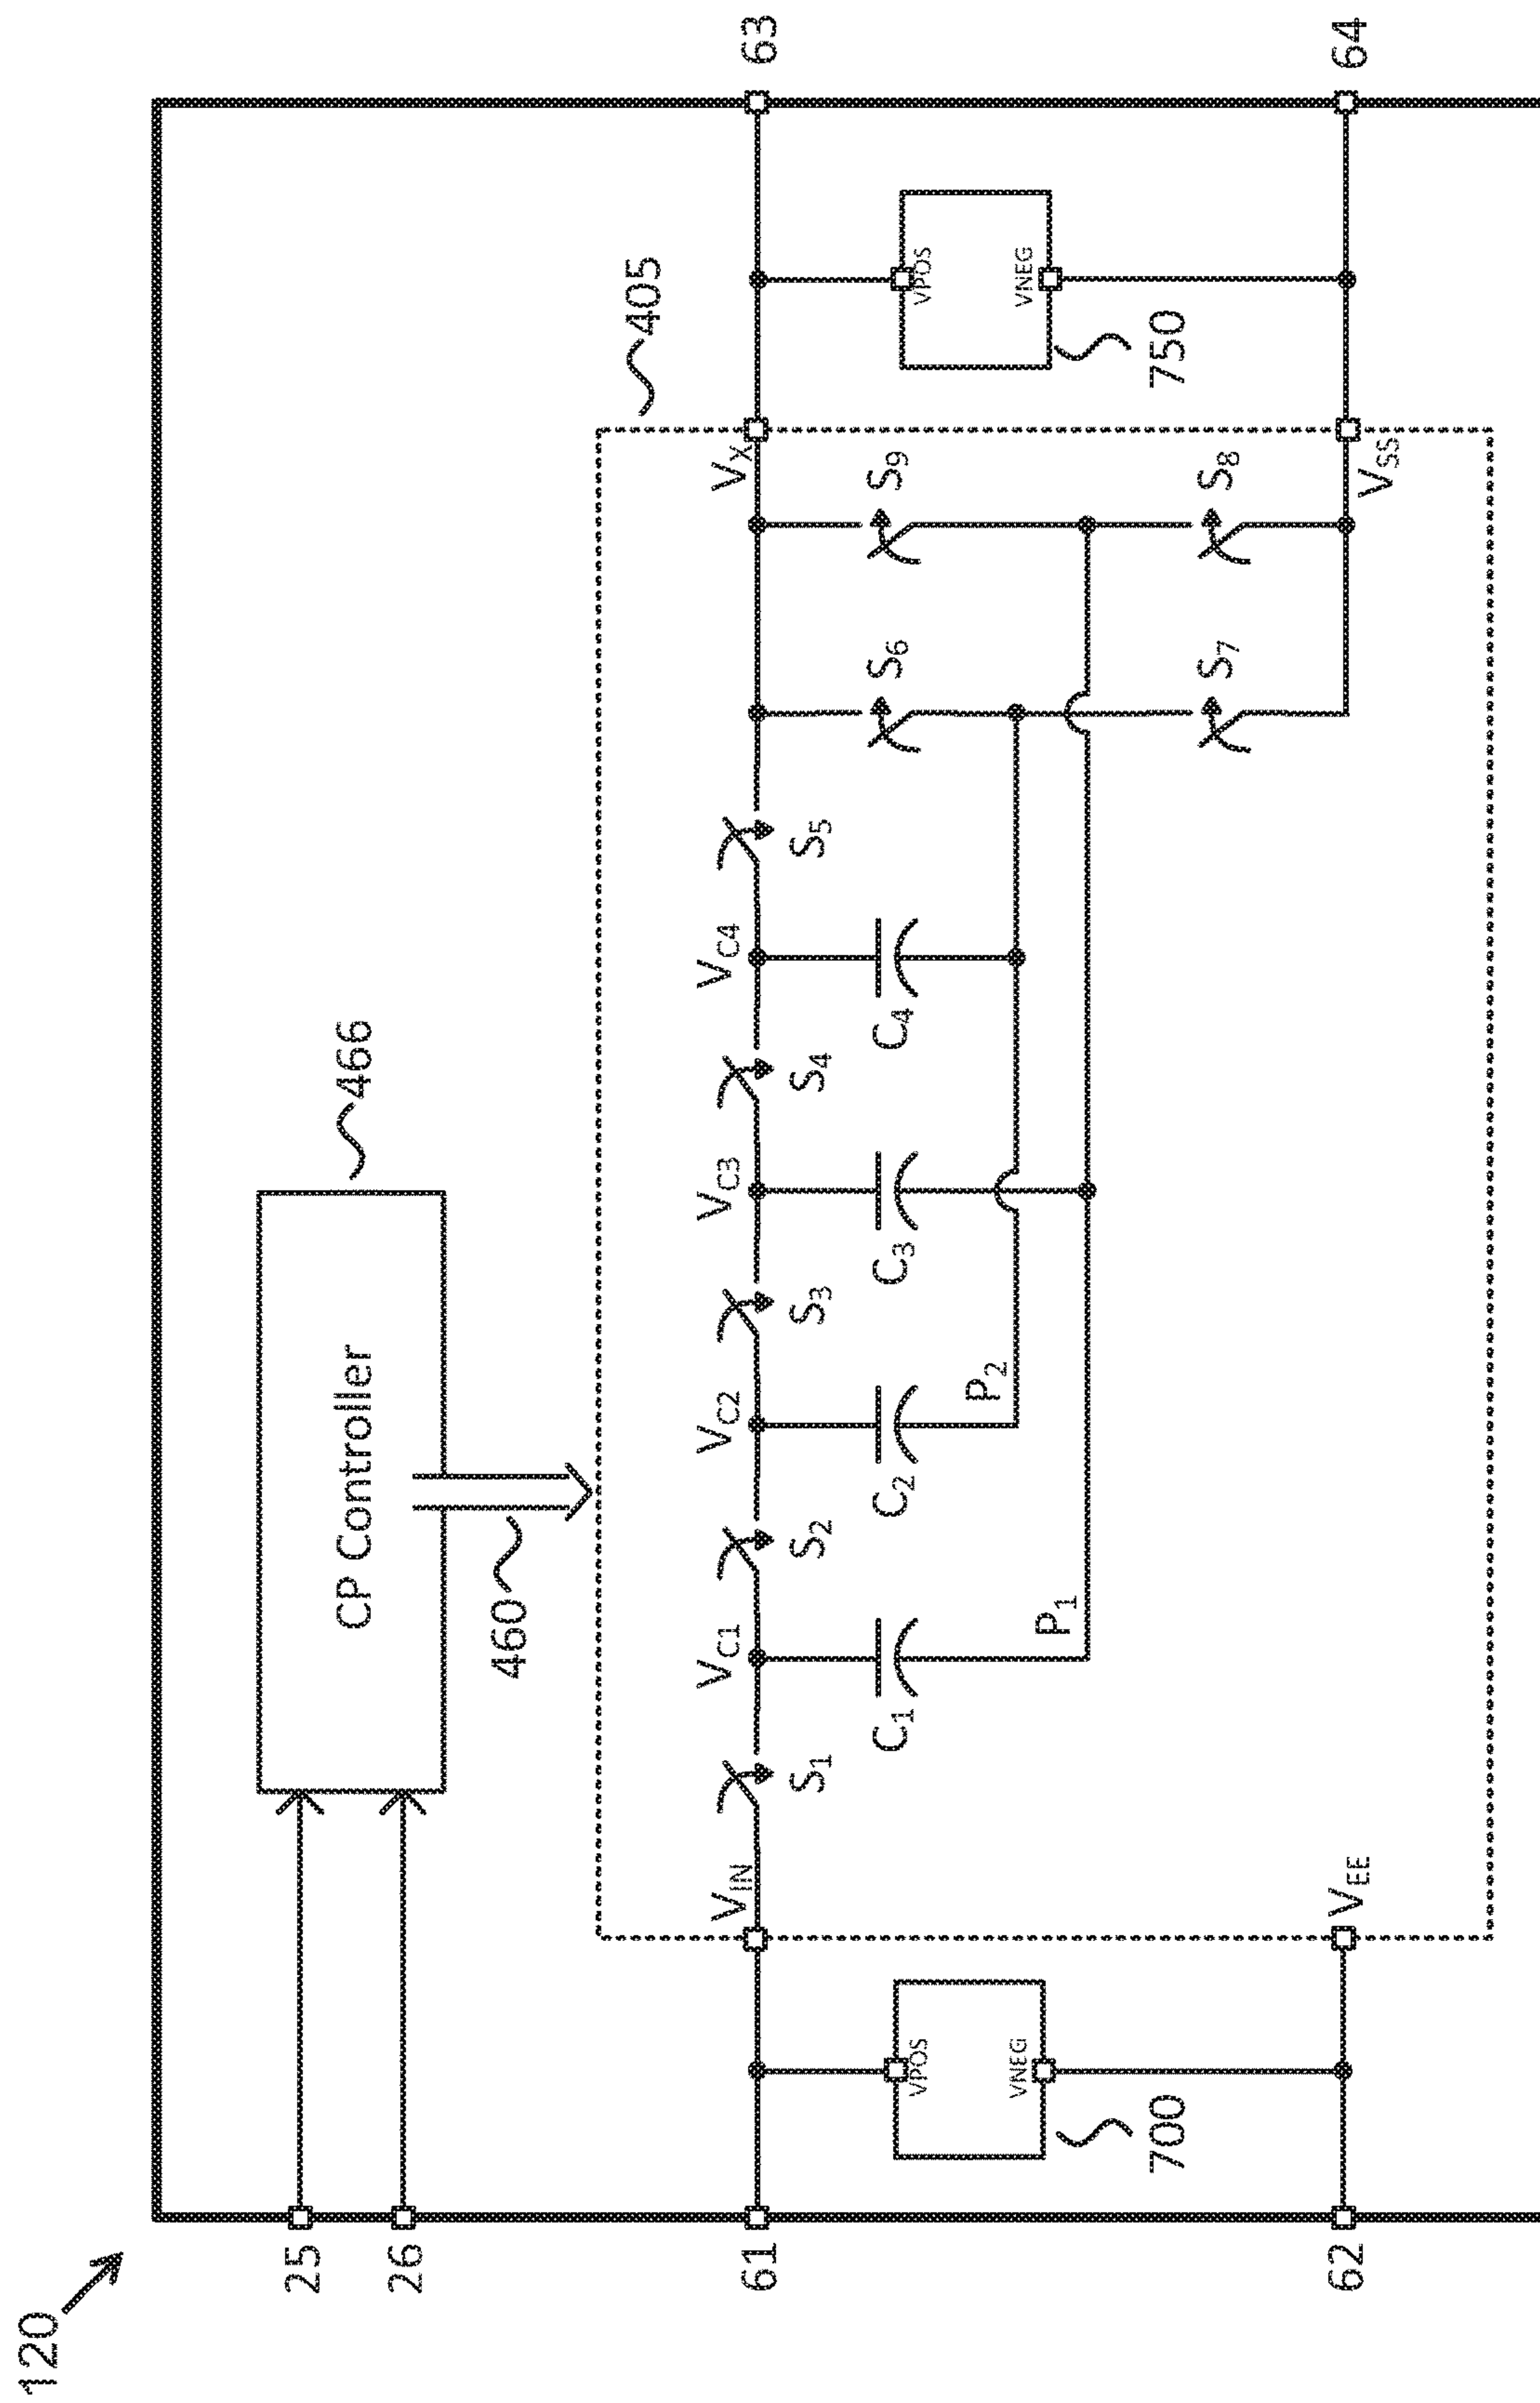 120
25
26
61
62
CP Controller
466
460
405
V_IN
V_C1
V_C2
V_C3
V_C4
V_X
S_1
S_2
S_3
S_4
S_5
C_1
C_2
C_3
C_4
S_6
S_9
P_2
P_1
S_7
S_8
V_EE
V_SS
VPOS
VNEG
700
VPOS
VNEG
750
63
64